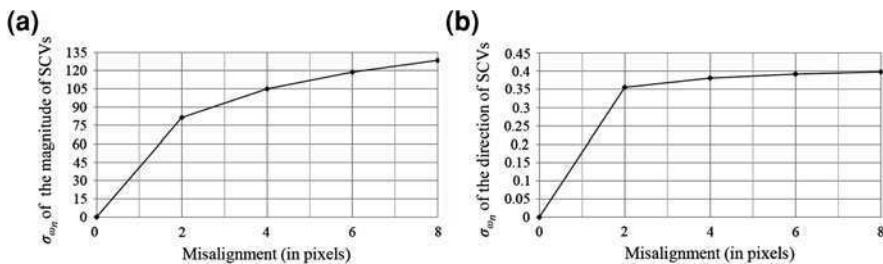 (a)
σωn of the magnitude of SCVs
135
120
105
90
75
60
45
30
15
0
0 2 4 6 8
Misalignment (in pixels)
(b)
σωn of the direction of SCVs
0.45
0.4
0.35
0.3
0.25
0.2
0.15
0.1
0.05
0
0 2 4 6 8
Misalignment (in pixels)